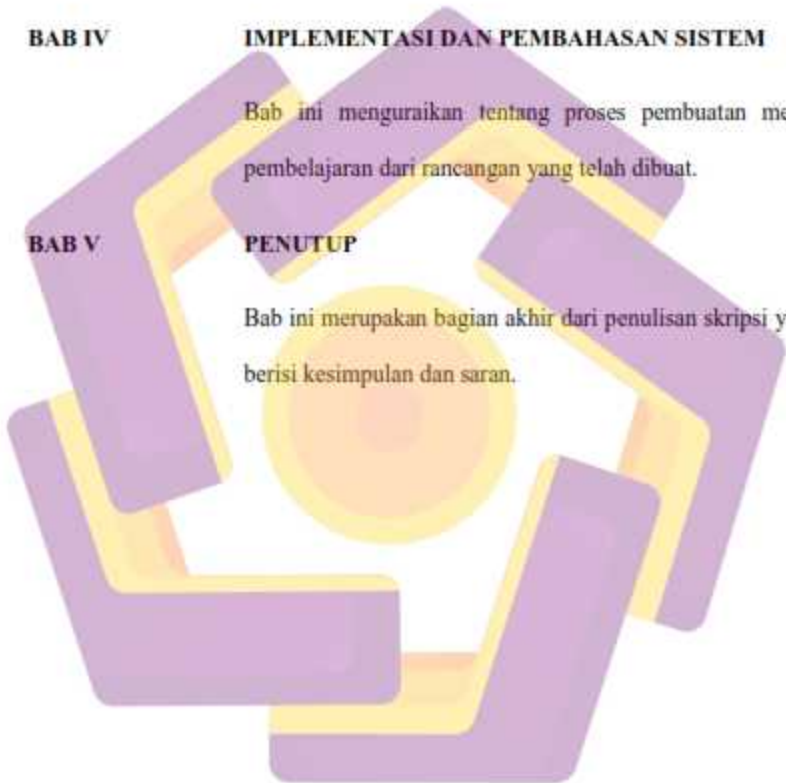 BAB IV IMPLEMENTASI DAN PEMBAHASAN SISTEM
Bab ini menguraikan tentang proses pembuatan me
pembelajaran dari rancangan yang telah dibuat.
BAB V PENUTUP
Bab ini merupakan bagian akhir dari penulisan skripsi y
berisi kesimpulan dan saran.